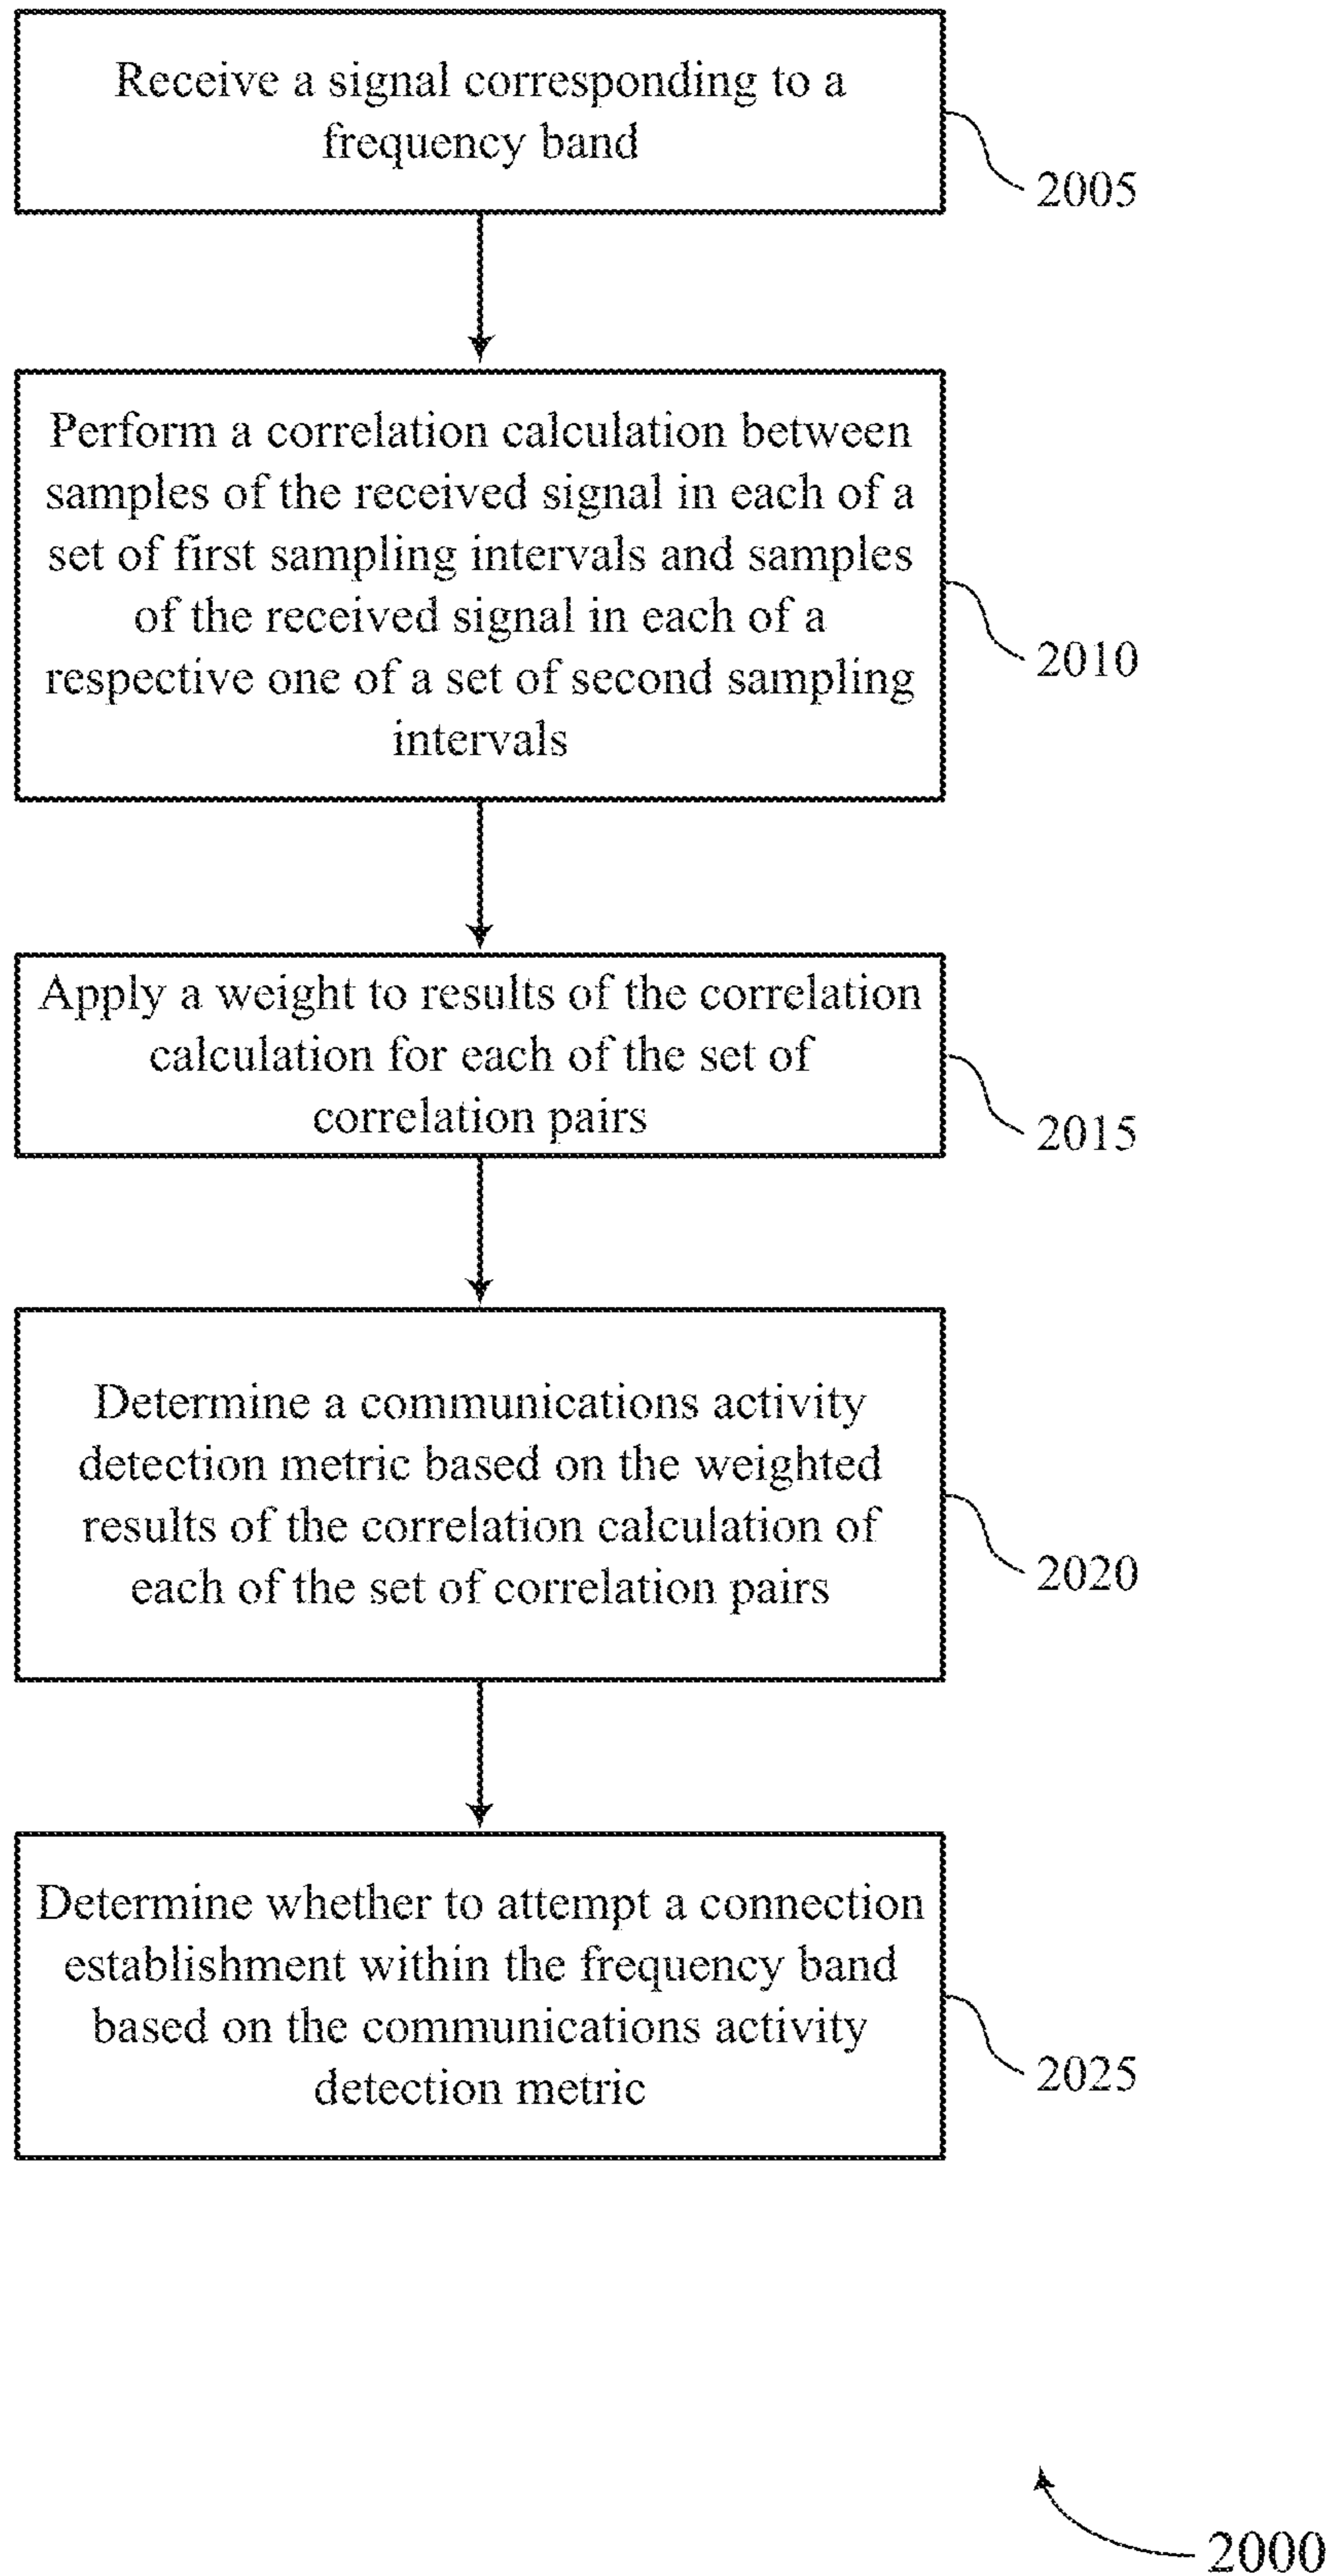 Receive a signal corresponding to a
frequency band
2005
Perform a correlation calculation between
samples of the received signal in each of a
set of first sampling intervals and samples
of the received signal in each of a
respective one of a set of second sampling
intervals
2010
Apply a weight to results of the correlation
calculation for each of the set of
correlation pairs
2015
Determine a communications activity
detection metric based on the weighted
results of the correlation calculation of
each of the set of correlation pairs
2020
Determine whether to attempt a connection
establishment within the frequency band
based on the communications activity
detection metric
2025
2000